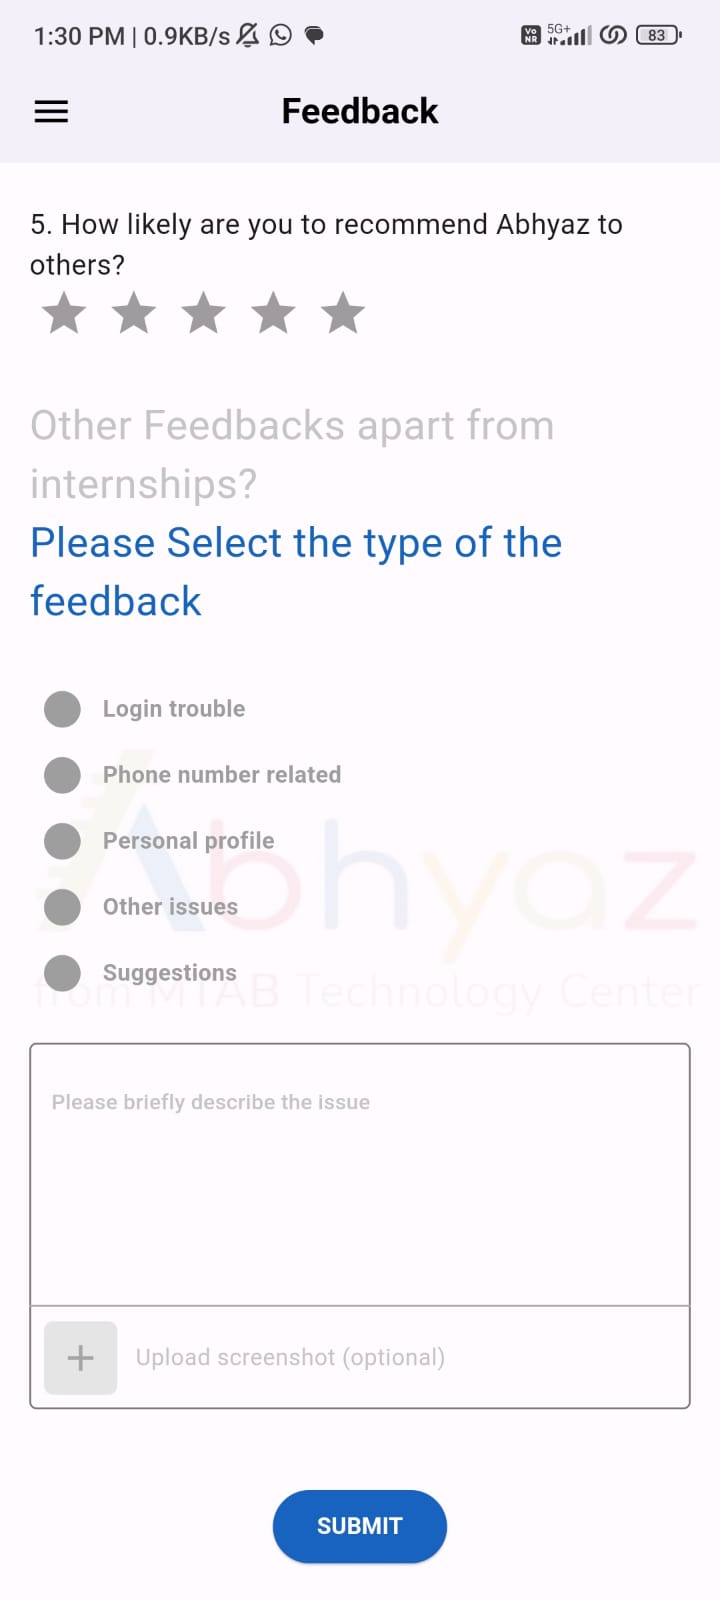 1:30 PM | 0.9KB/s
Vo NR 5G+ 83
Feedback
5. How likely are you to recommend Abhyaz to
others?
Other Feedbacks apart from
internships?
Please Select the type of the
feedback
Login trouble
Phone number related
Personal profile
Other issues
Suggestions
Abhyaz
from MTAB Technology Center
Please briefly describe the issue
+ Upload screenshot (optional)
SUBMIT